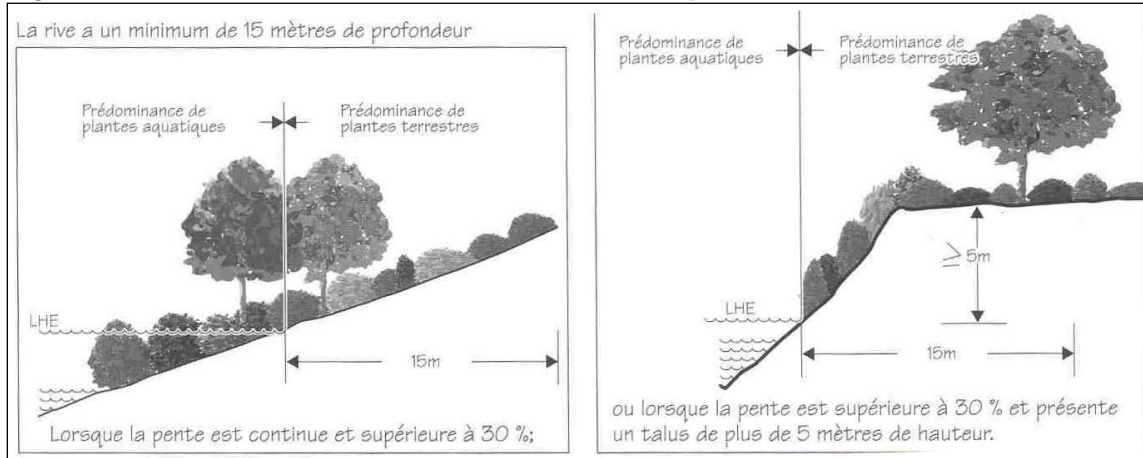 La rive a un minimum de 15 mètres de profondeur
Prédominance de
plantes aquatiques
Prédominance de
plantes terrestres
LHE
15m
Lorsque la pente est continue et supérieure à 30 %;
Prédominance de
plantes aquatiques
Prédominance de
plantes terrestres
≥ 5m
LHE
15m
ou lorsque la pente est supérieure à 30 % et présente
un talus de plus de 5 mètres de hauteur.